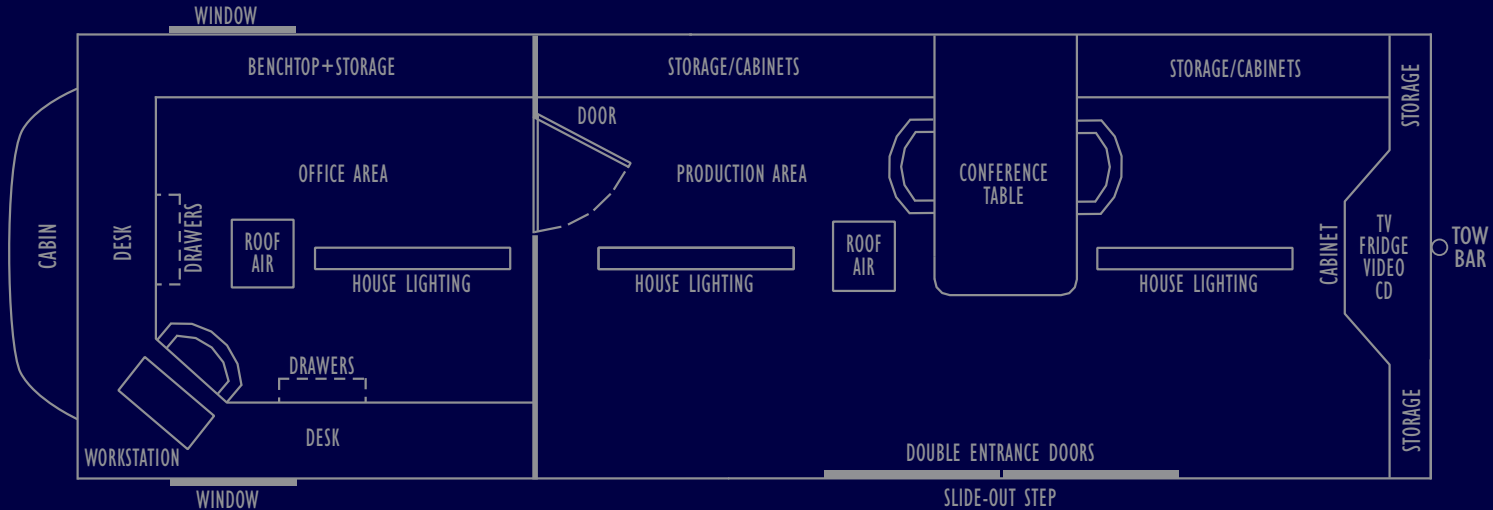 WINDOW
BENCHTOP+STORAGE
STORAGE/CABINETS
STORAGE/CABINETS
STORAGE
DOOR
OFFICE AREA
PRODUCTION AREA
CONFERENCE
TABLE
CABIN
DESK
DRAWERS
ROOF
AIR
HOUSE LIGHTING
HOUSE LIGHTING
ROOF
AIR
HOUSE LIGHTING
CABINET
TV
FRIDGE
VIDEO
CD
TOW
BAR
DRAWERS
DESK
WORKSTATION
STORAGE
DOUBLE ENTRANCE DOORS
WINDOW
SLIDE-OUT STEP